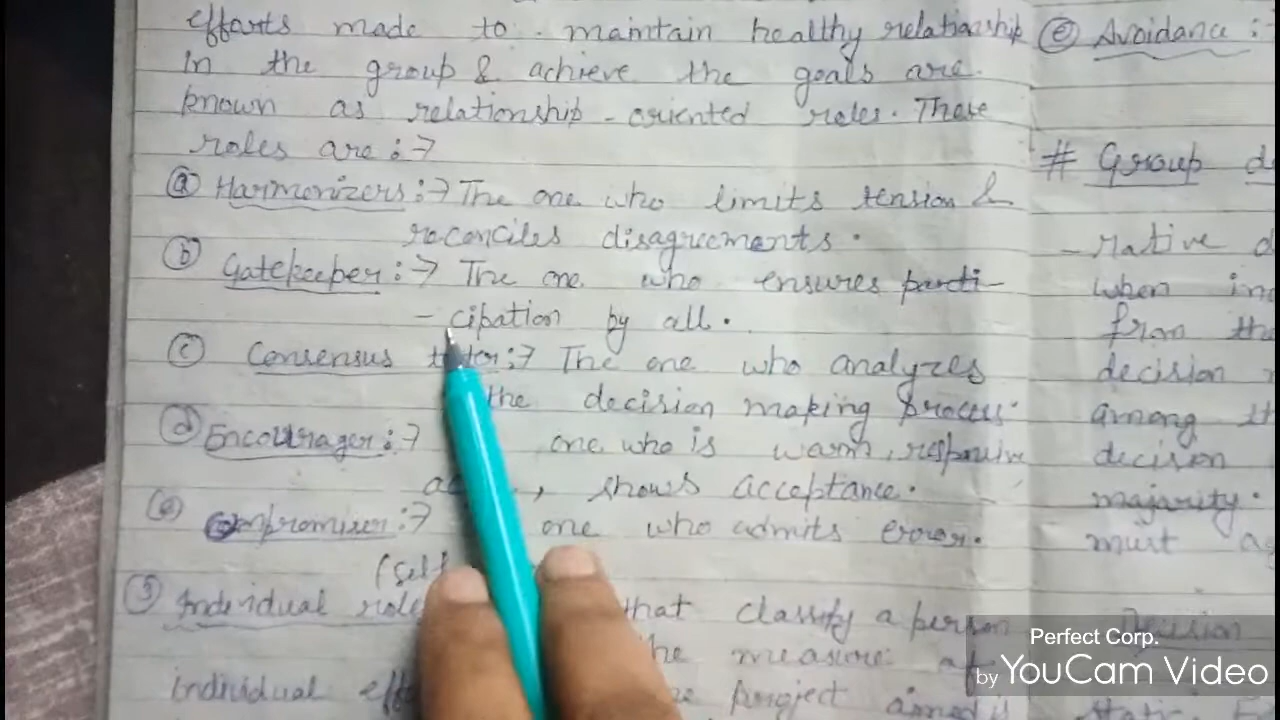 efforts made to maintain healthy relationship
in the group & achieve the goals are
known as relationship-oriented roles. These
roles are :→
(a) Harmonizers :→ The one who limits tension &
reconciles disagreements.
(b) Gatekeeper :→ The one who ensures parti-
-cipation by all.
(c) Consensus :→ The one who analyzes
the decision making process.
(d) Encourager :→ one who is warm, responsive
, shows acceptance.
(e) Compromiser :→ one who admits error.
(self
(3) Individual that classify a person
the measure of
individual project aimed
(e) Avoidance :
# Group
-rative
when
from
decision
among
decision
majority.
must
Decision
Perfect Corp.
by YouCam Video